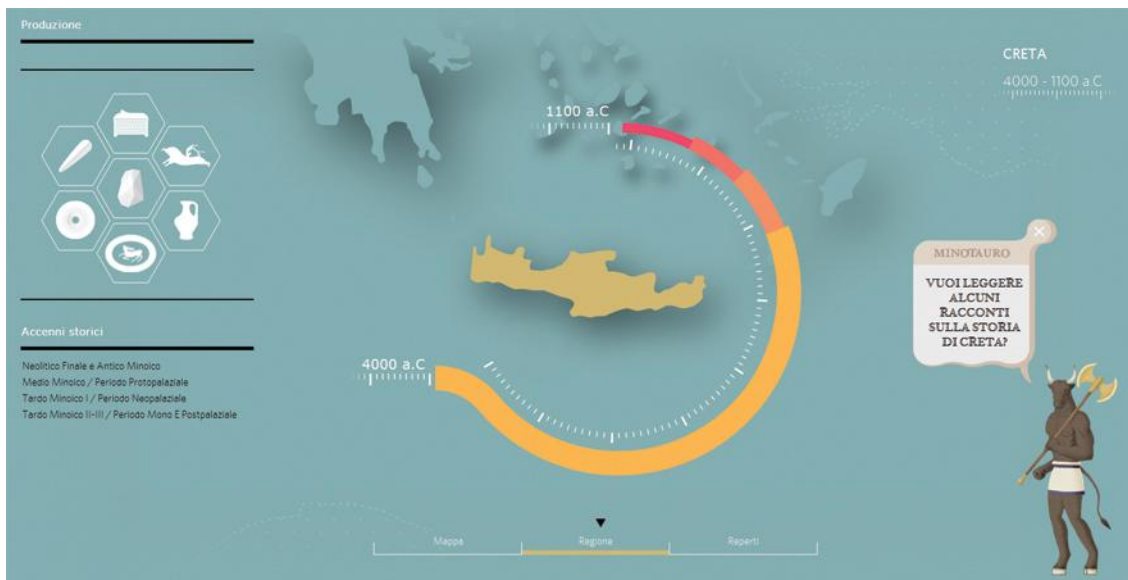 Produzione
CRETA
4000 - 1100 a.C
1100 a.C
4000 a.C
MINOTAURO
VUOI LEGGERE
ALCUNI
RACCONTI
SULLA STORIA
DI CRETA?
Accenni storici
Neolitico Finale e Antico Minoico
Medio Minoico / Periodo Protopalaziale
Tardo Minoico I / Periodo Neopalaziale
Tardo Minoico II-III / Periodo Mono E Postpalaziale
Mappa
Regione
Reperti